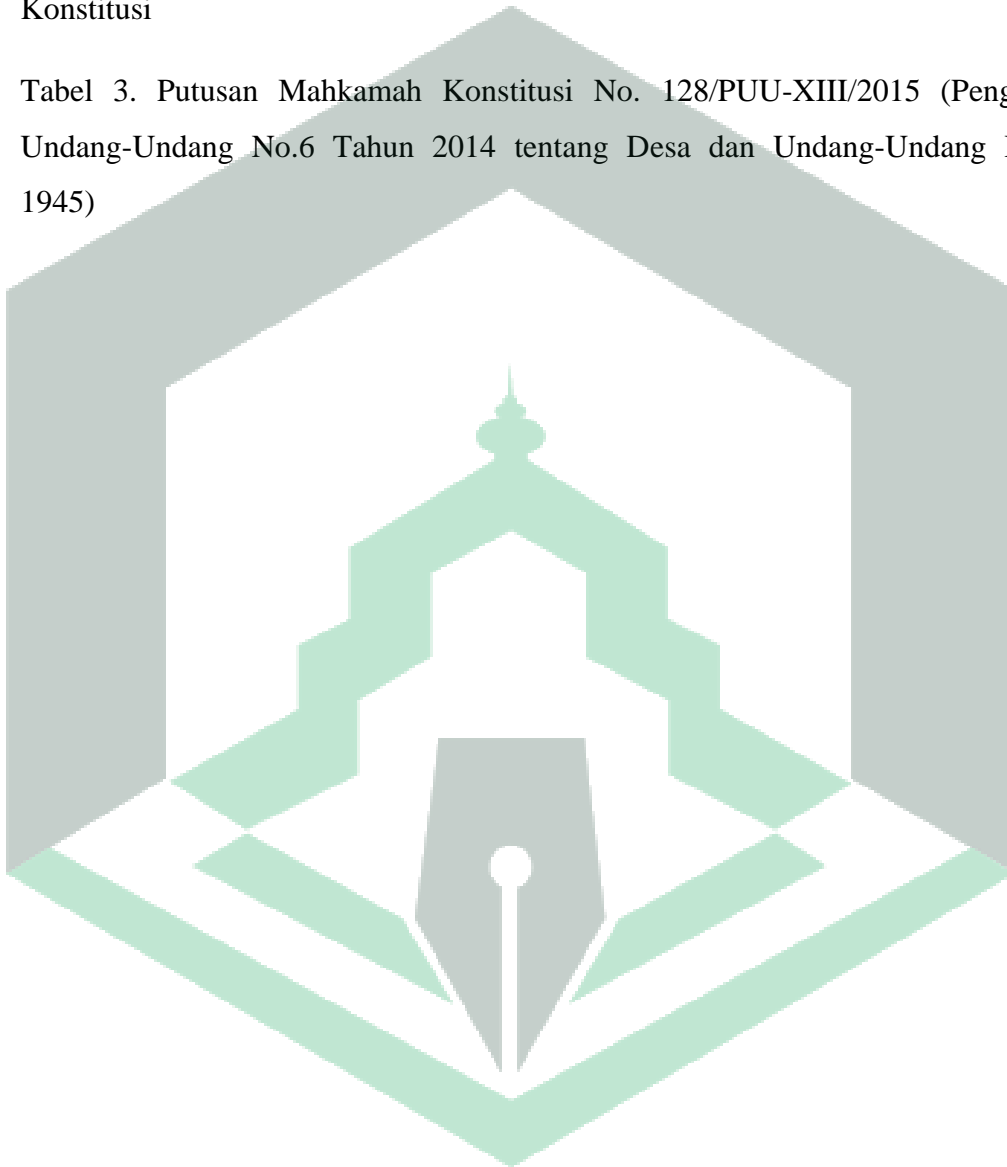 Konstitusi
Tabel 3. Putusan Mahkamah Konstitusi No. 128/PUU-XIII/2015
Undang-Undang No.6 Tahun 2014 tentang Desa dan Undang-Undang
1945)